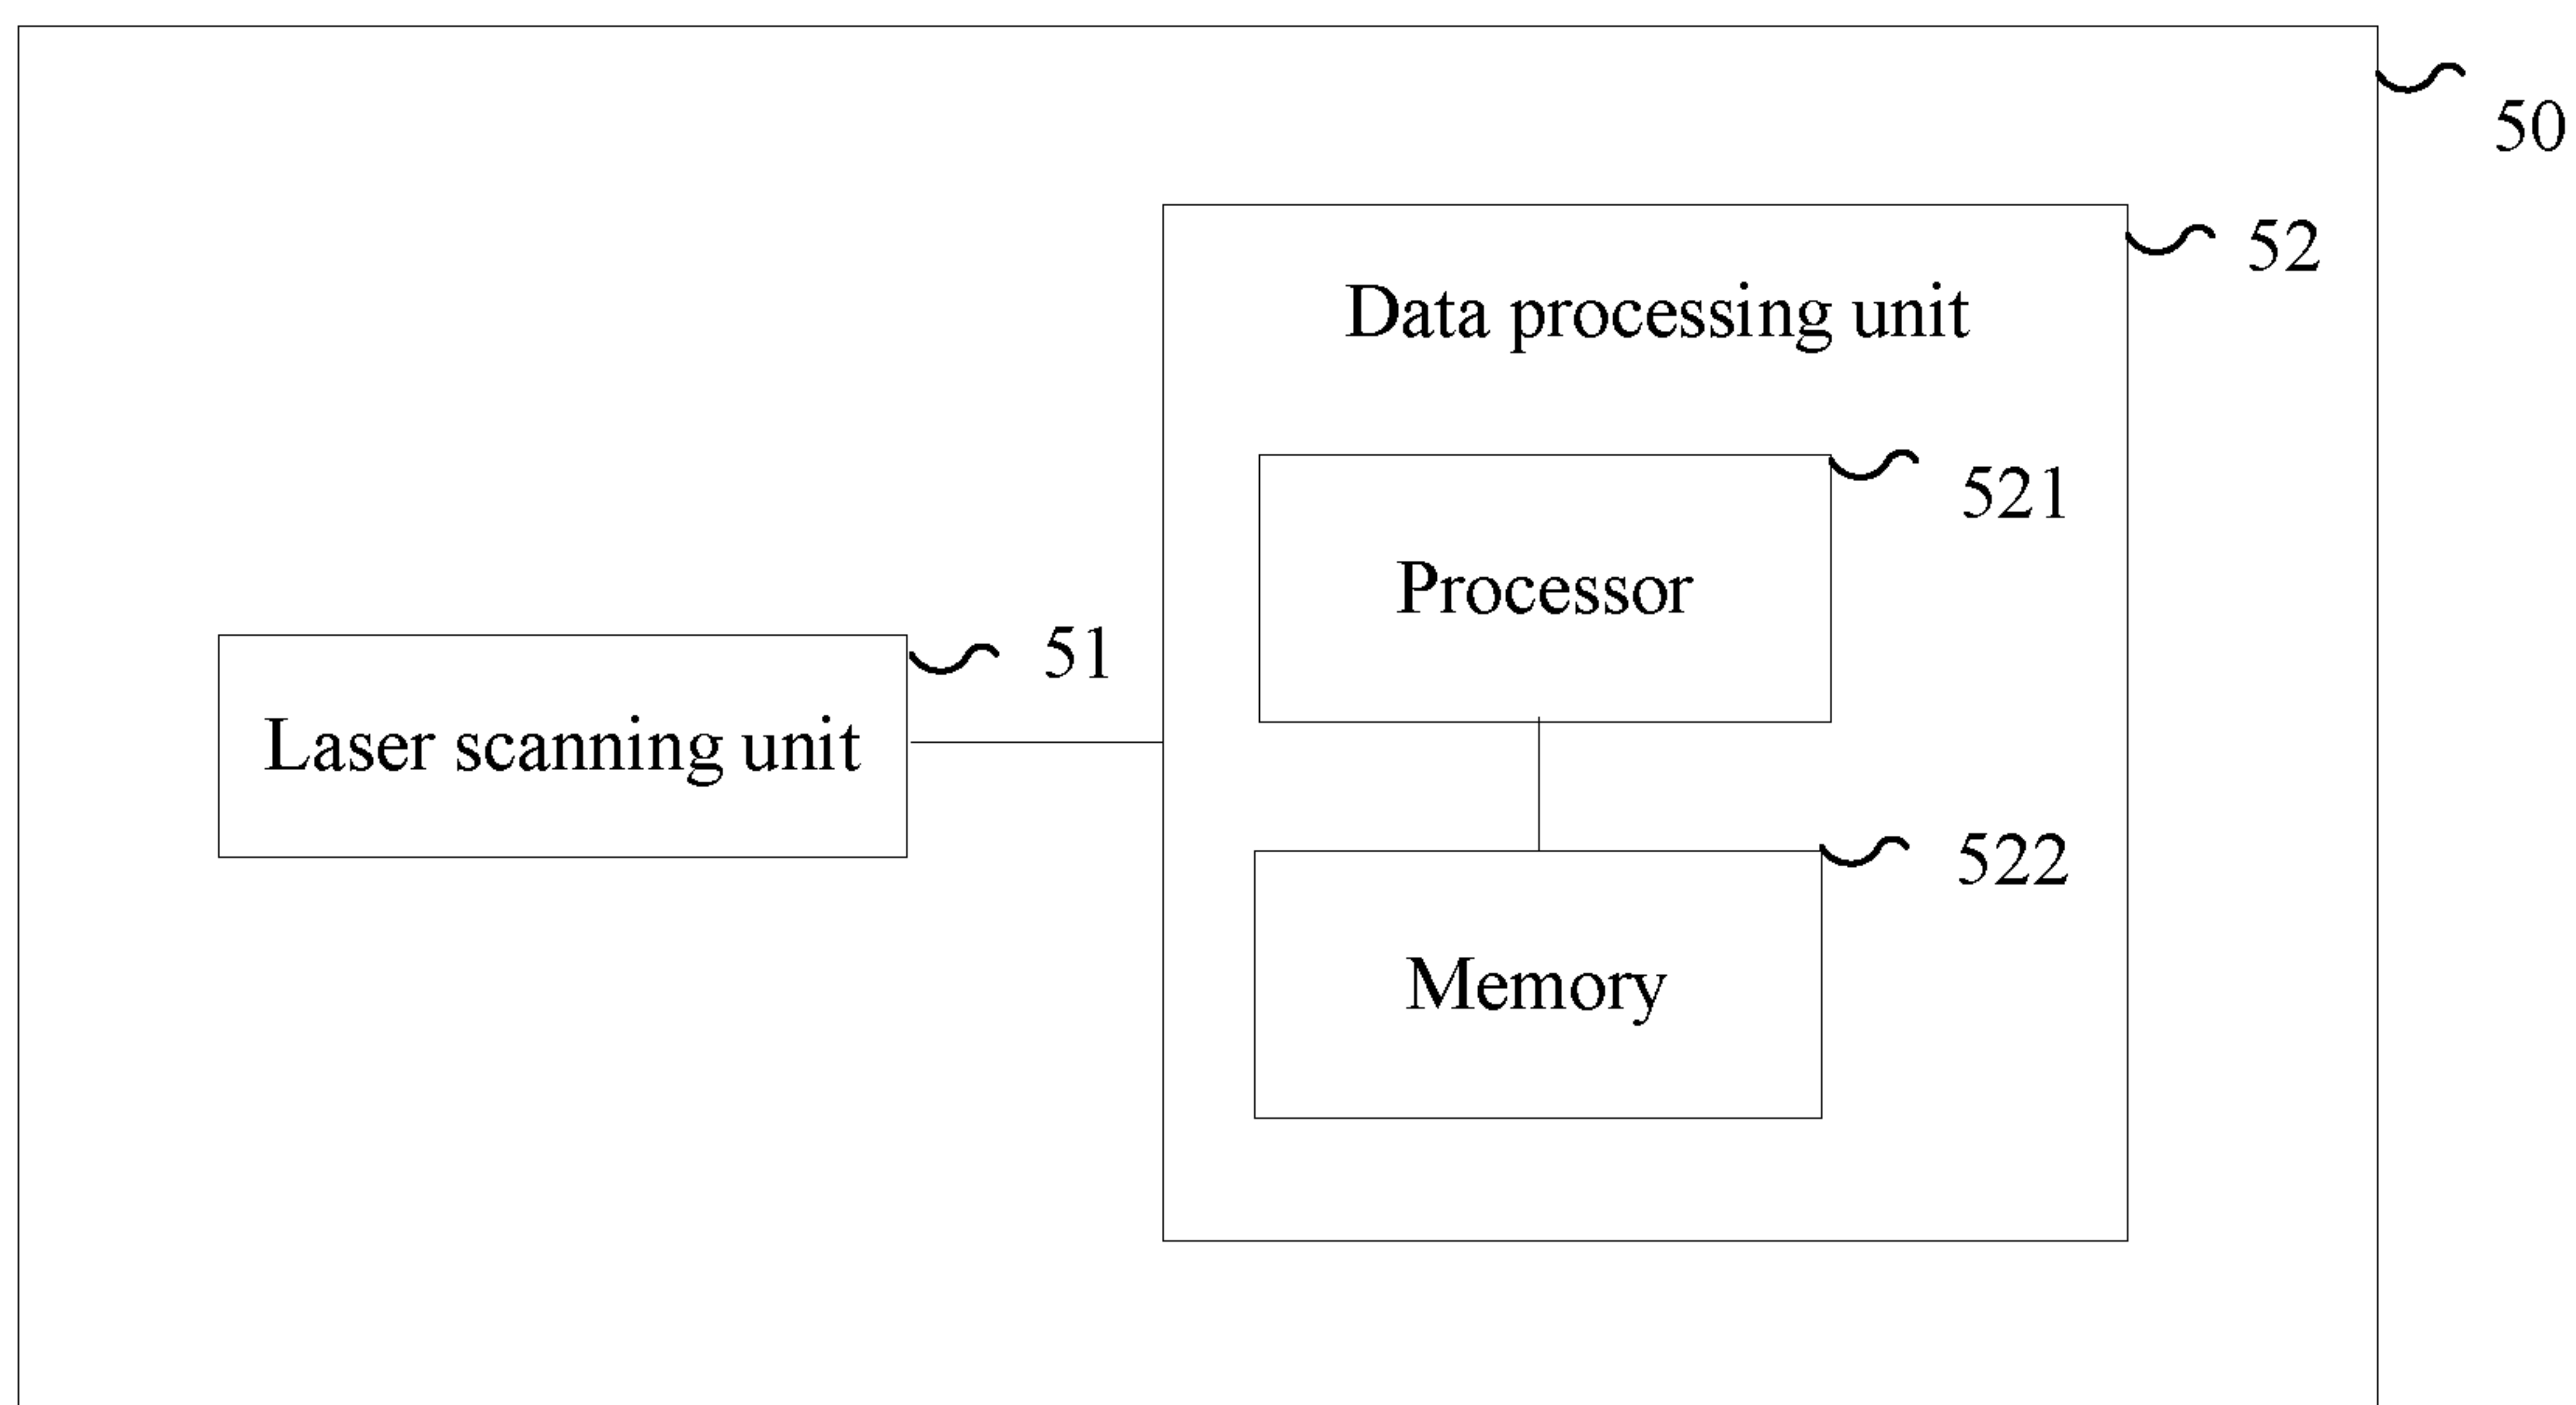 50
52
Data processing unit
521
Processor
51
Laser scanning unit
522
Memory